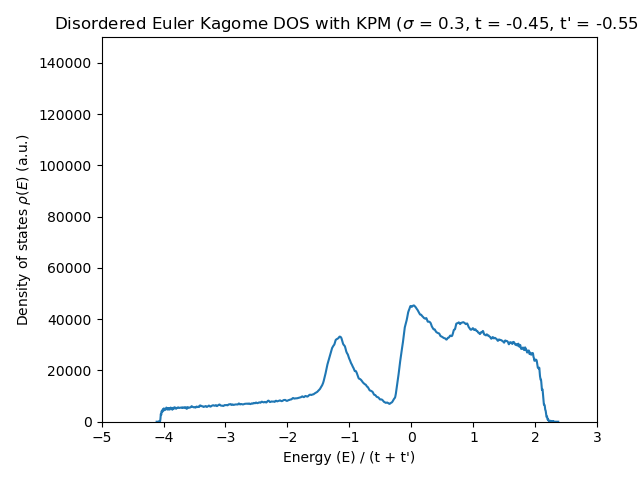 Disordered Euler Kagome DOS with KPM (σ = 0.3, t = -0.45, t' = -0.55
140000
120000
100000
80000
60000
40000
20000
0
Density of states ρ(E) (a.u.)
−5 −4 −3 −2 −1 0 1 2 3
Energy (E) / (t + t')